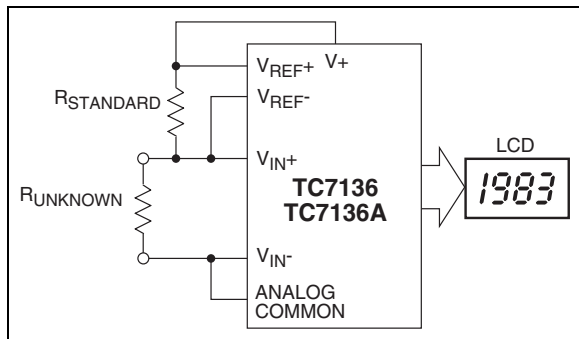 V+
VREF+
RSTANDARD
VREF-
LCD
VIN+
TC7136
TC7136A
1983
RUNKNOWN
VIN-
ANALOG
COMMON